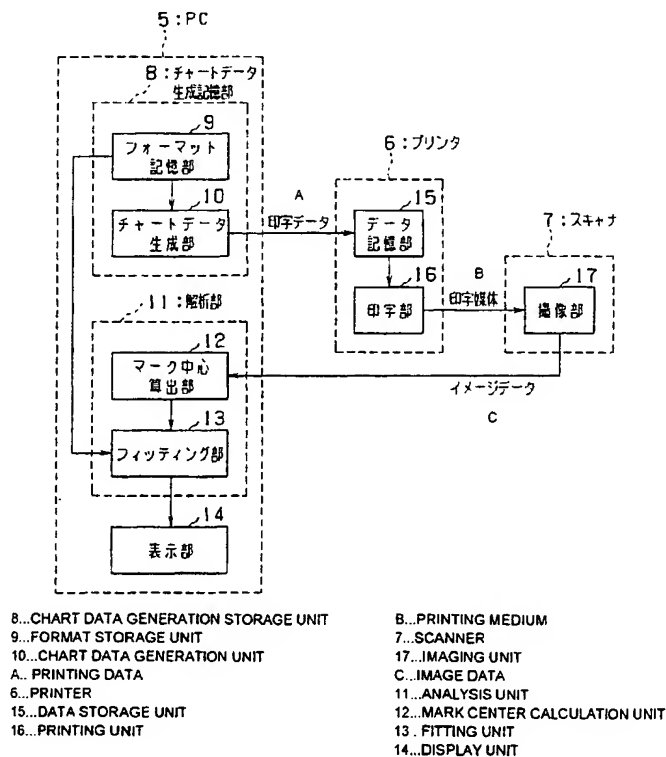 5:PC
8:チャートデータ
生成記憶部
9
フォーマット
記憶部
10
チャートデータ
生成部
A
印字データ
6:プリンタ
15
データ
記憶部
16
印字部
B
印字媒体
7:スキャナ
17
撮像部
イメージデータ
C
11:解析部
12
マーク中心
算出部
13
フィッティング部
14
表示部
8...CHART DATA GENERATION STORAGE UNIT
9...FORMAT STORAGE UNIT
10...CHART DATA GENERATION UNIT
A.. PRINTING DATA
6...PRINTER
15...DATA STORAGE UNIT
16...PRINTING UNIT
B...PRINTING MEDIUM
7...SCANNER
17...IMAGING UNIT
C...IMAGE DATA
11...ANALYSIS UNIT
12...MARK CENTER CALCULATION UNIT
13 . FITTING UNIT
14...DISPLAY UNIT